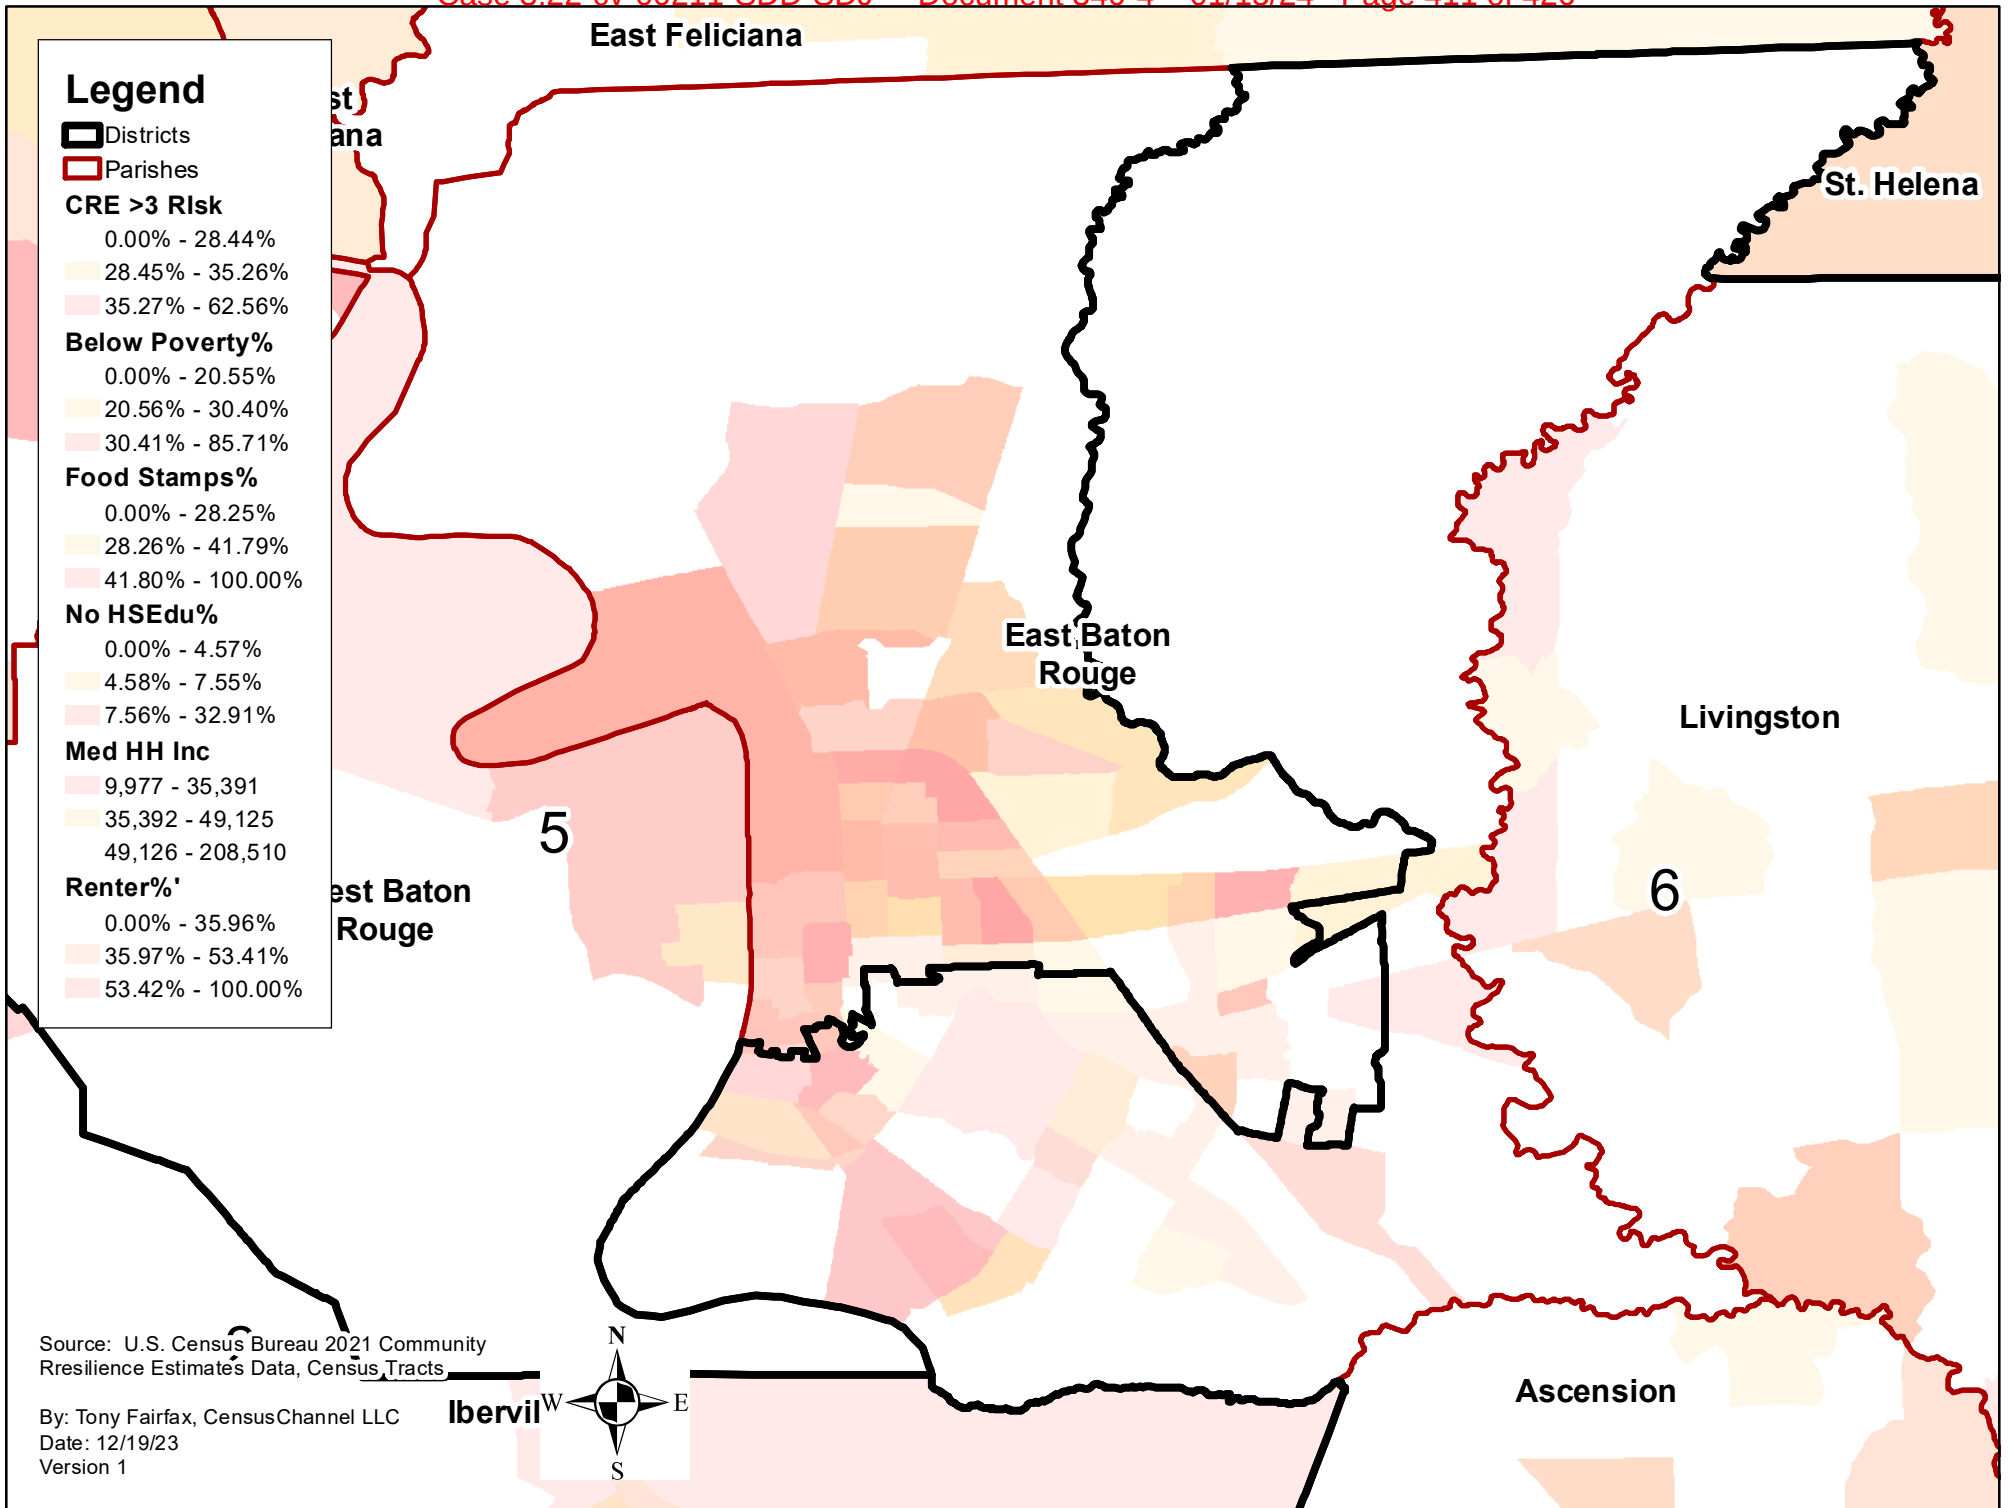 East Feliciana
Legend
Districts
Parishes
CRE >3 RIsk
0.00% - 28.44%
28.45% - 35.26%
35.27% - 62.56%
Below Poverty%
0.00% - 20.55%
20.56% - 30.40%
30.41% - 85.71%
Food Stamps%
0.00% - 28.25%
28.26% - 41.79%
41.80% - 100.00%
No HSEdu%
0.00% - 4.57%
4.58% - 7.55%
7.56% - 32.91%
Med HH Inc
9,977 - 35,391
35,392 - 49,125
49,126 - 208,510
Renter%'
0.00% - 35.96%
35.97% - 53.41%
53.42% - 100.00%
st
ana
St. Helena
East Baton
Rouge
Livingston
5
6
est Baton
Rouge
Source: U.S. Census Bureau 2021 Community
Rresilience Estimates Data, Census Tracts
By: Tony Fairfax, CensusChannel LLC
Date: 12/19/23
Version 1
Ibervil
N
W
E
S
Ascension